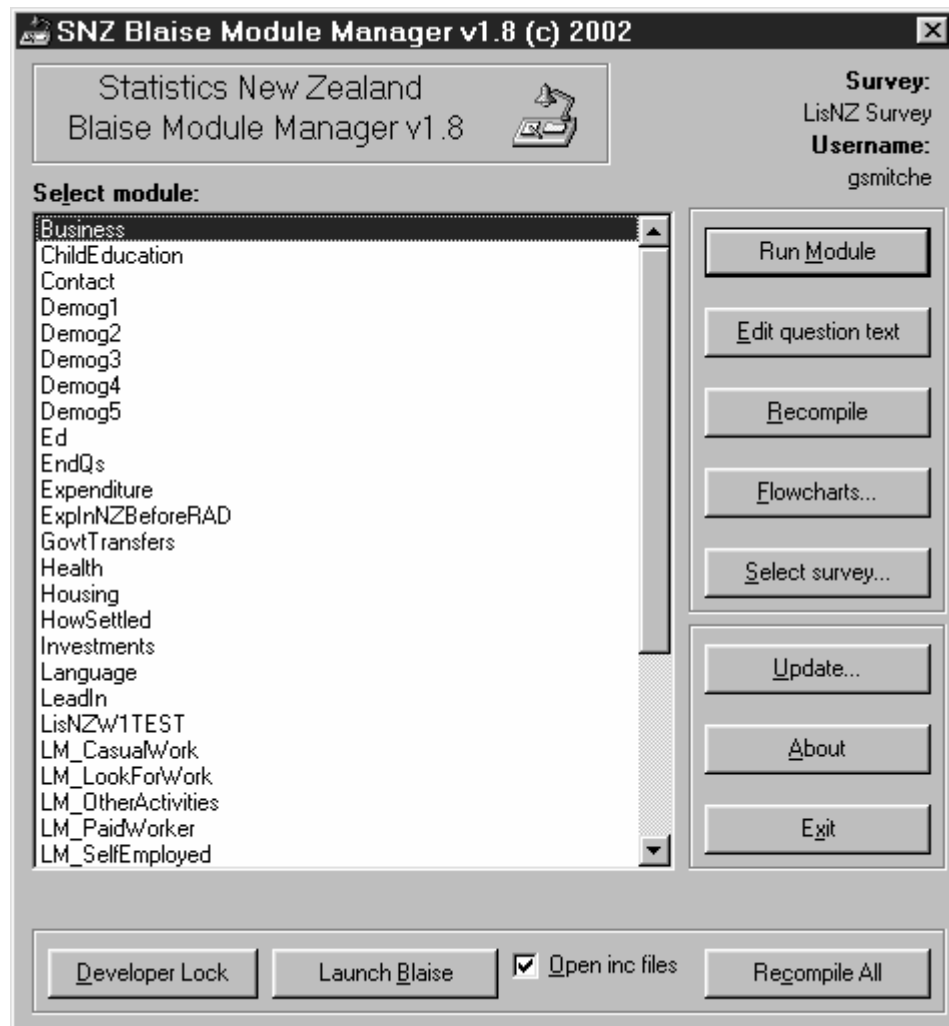 SNZ Blaise Module Manager v1.8 (c) 2002
Statistics New Zealand
Blaise Module Manager v1.8
Survey:
LisNZ Survey
Username:
gsmitche
Select module:
Business
ChildEducation
Contact
Demog1
Demog2
Demog3
Demog4
Demog5
Ed
EndQs
Expenditure
ExpInNZBeforeRAD
GovtTransfers
Health
Housing
HowSettled
Investments
Language
LeadIn
LisNZW1TEST
LM_CasualWork
LM_LookForWork
LM_OtherActivities
LM_PaidWorker
LM_SelfEmployed
Run Module
Edit question text
Recompile
Flowcharts...
Select survey...
Update...
About
Exit
Developer Lock
Launch Blaise
Open inc files
Recompile All